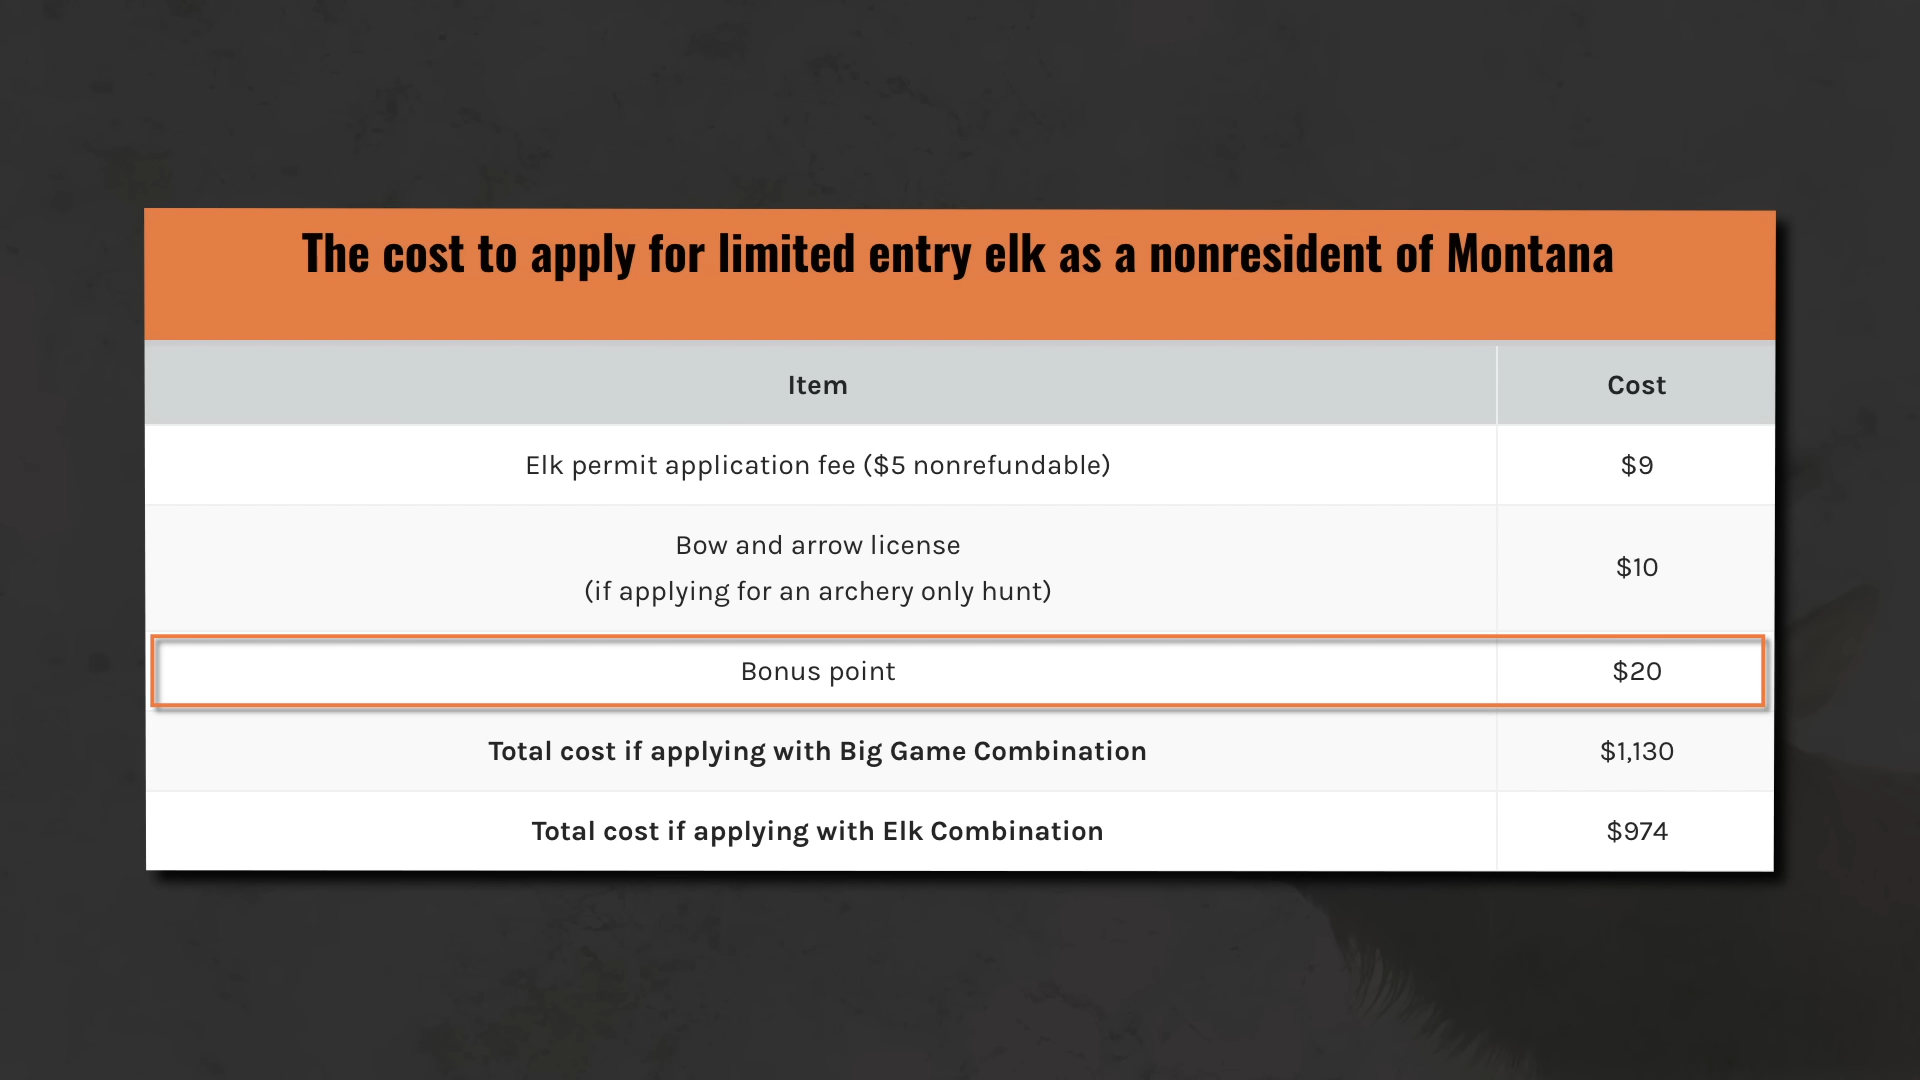 The cost to apply for limited entry elk as a nonresident of Montana
Item Cost
Elk permit application fee ($5 nonrefundable) $9
Bow and arrow license
(if applying for an archery only hunt) $10
Bonus point $20
Total cost if applying with Big Game Combination $1,130
Total cost if applying with Elk Combination $974